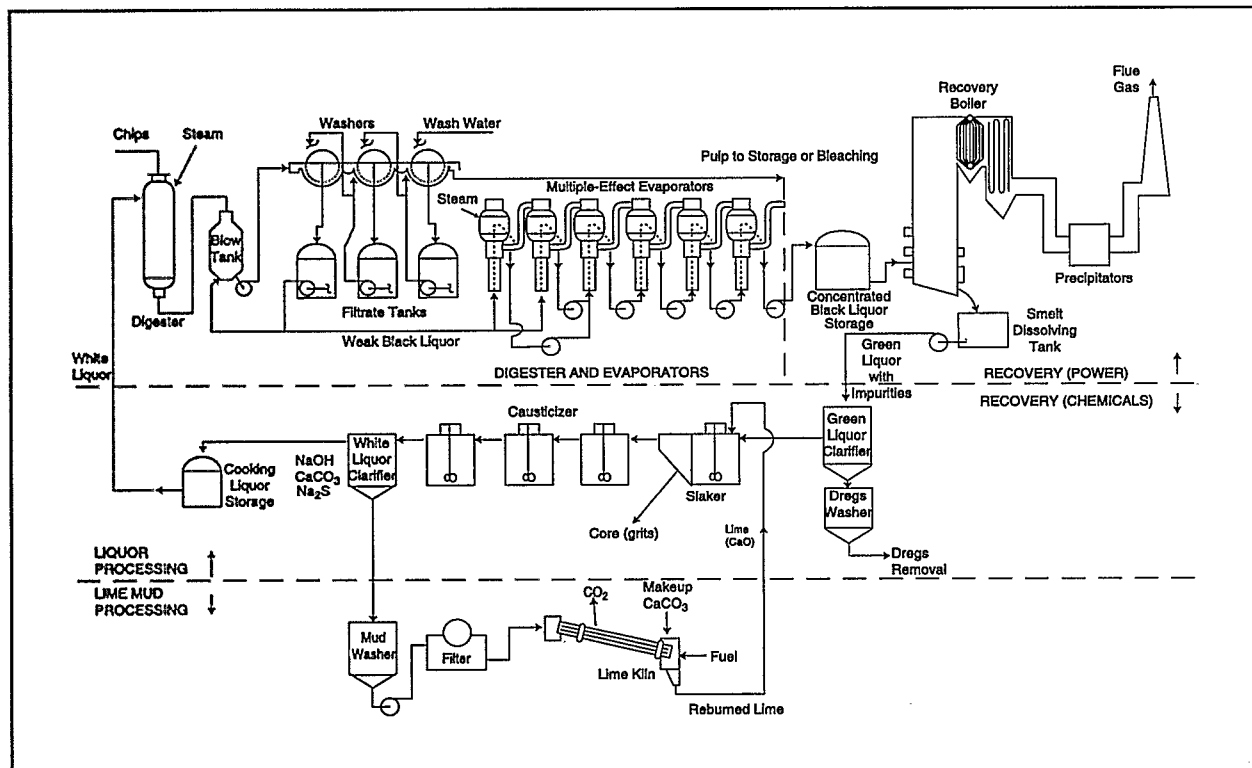 Flue
Gas
Recovery
Boiler
Chips
Steam
Washers
Wash Water
Pulp to Storage or Bleaching
Multiple-Effect Evaporators
Steam
Blow
Tank
Precipitators
Digester
Filtrate Tanks
Concentrated
Black Liquor
Storage
Smelt
Dissolving
Tank
Weak Black Liquor
White
Liquor
Green
Liquor
with
Impurities
DIGESTER AND EVAPORATORS
RECOVERY (POWER)
RECOVERY (CHEMICALS)
Causticizer
White
Liquor
Clarifier
Green
Liquor
Clarifier
NaOH
CaCO3
Na2S
Cooking
Liquor
Storage
Slaker
Dregs
Washer
Core (grits)
Lime
(CaO)
Dregs
Removal
LIQUOR
PROCESSING
LIME MUD
PROCESSING
CO2
Makeup
CaCO3
Mud
Washer
Filter
Fuel
Lime Kiln
Reburned Lime